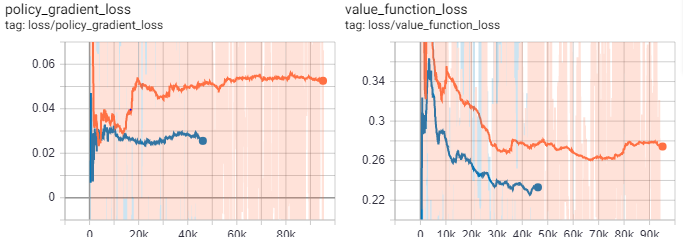 policy_gradient_loss
tag: loss/policy_gradient_loss
0.06
0.04
0.02
0
0 20k 40k 60k 80k
value_function_loss
tag: loss/value_function_loss
0.34
0.3
0.26
0.22
0 10k 20k 30k 40k 50k 60k 70k 80k 90k